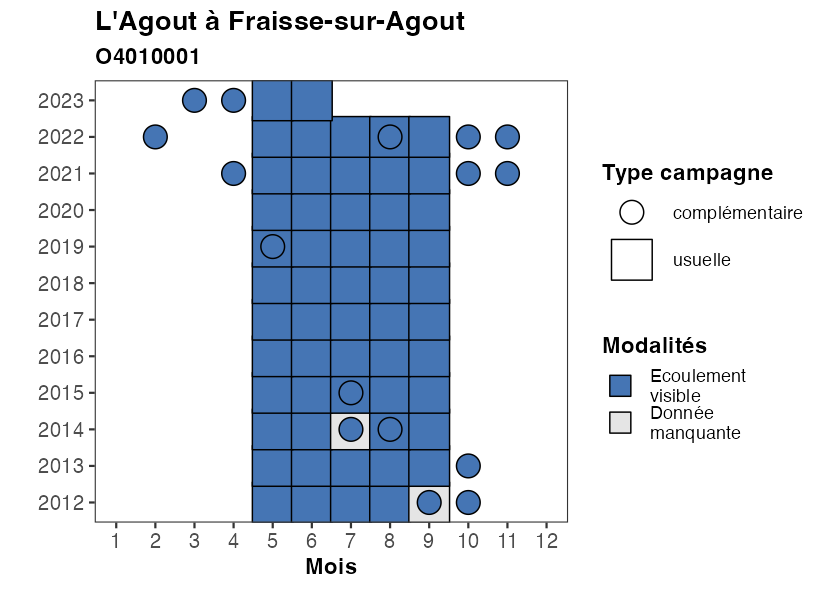 L'Agout à Fraisse-sur-Agout
O4010001
2023
2022
2021
2020
2019
2018
2017
2016
2015
2014
2013
2012
1 2 3 4 5 6 7 8 9 10 11 12
Mois
Type campagne
complémentaire
usuelle
Modalités
Ecoulement
visible
Donnée
manquante